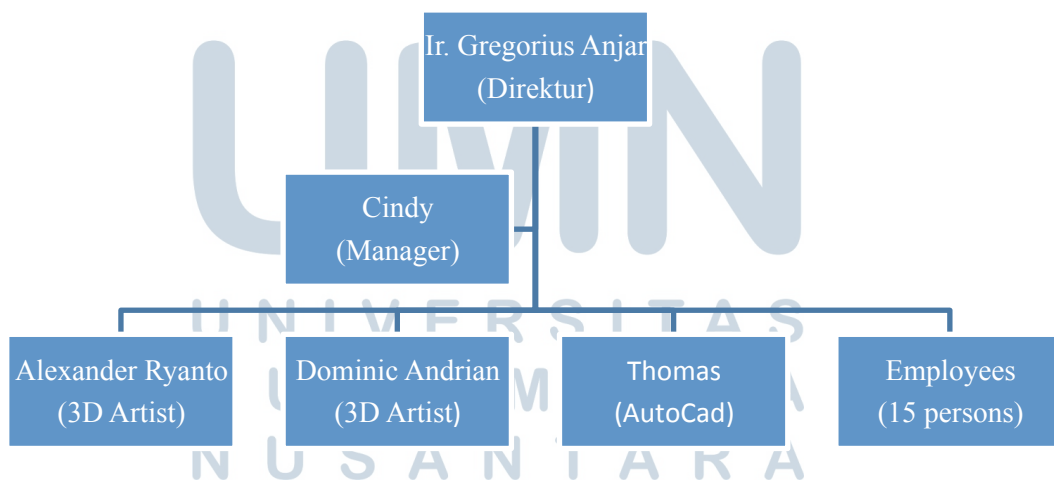 Ir. Gregorius Anjar
(Direktur)
Cindy
(Manager)
Alexander Ryanto
(3D Artist)
Dominic Andrian
(3D Artist)
Thomas
(AutoCad)
Employees
(15 persons)
UMN
UNIVERSITAS
NUSANTARA